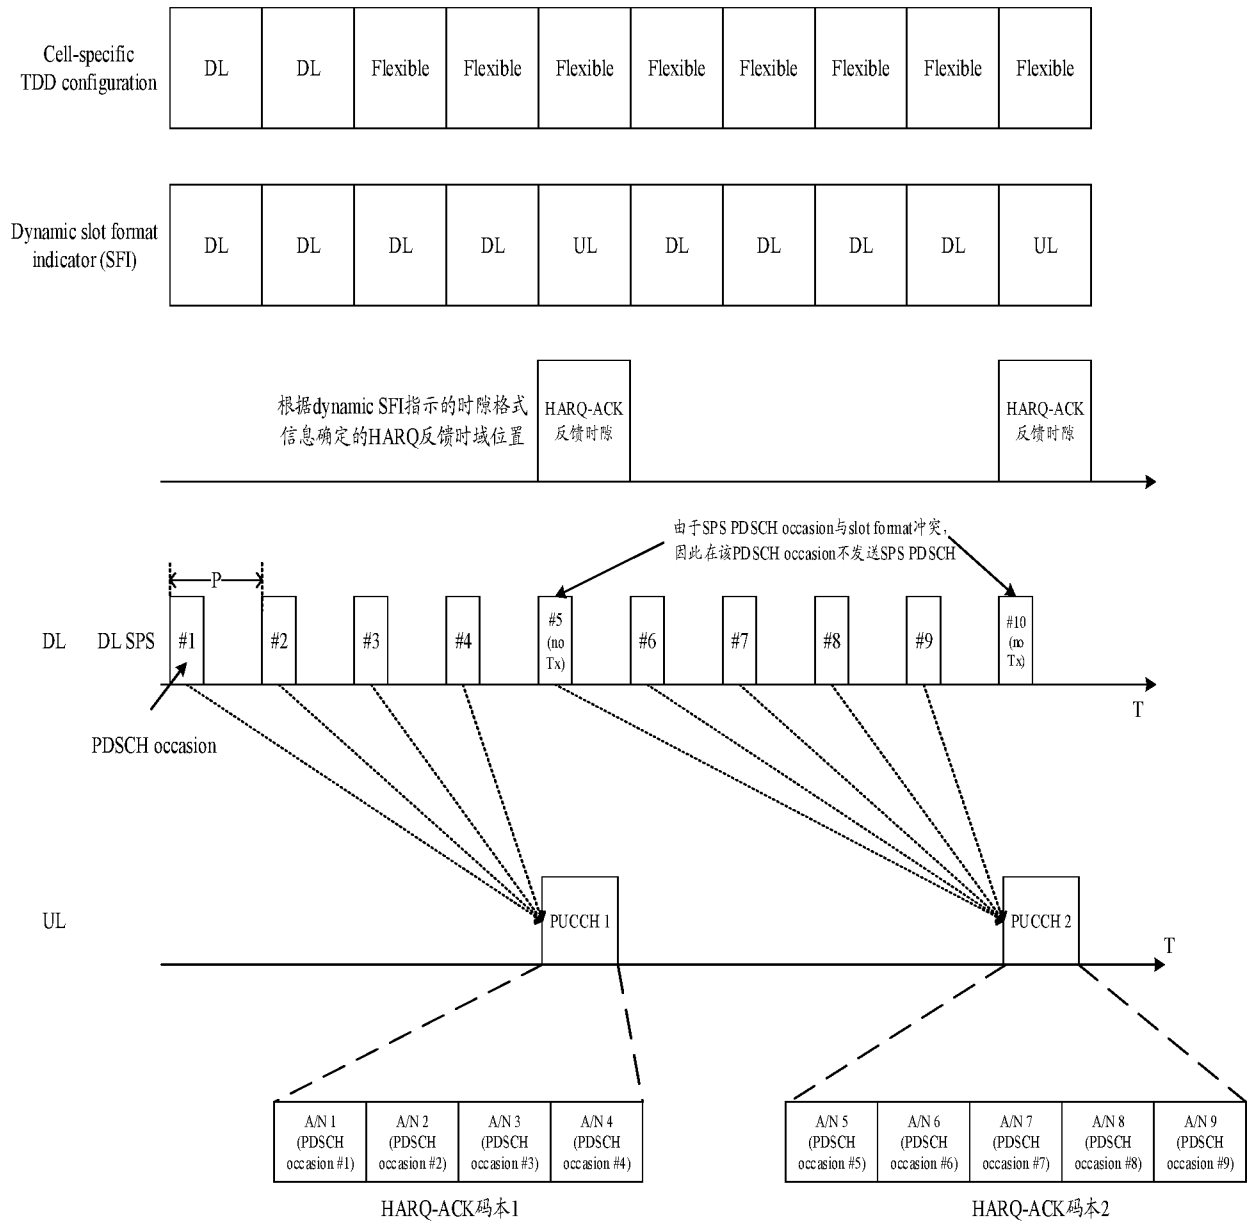 Cell-specific
TDD configuration
DL DL Flexible Flexible Flexible Flexible Flexible Flexible Flexible Flexible
Dynamic slot format
indicator (SFI)
DL DL DL DL UL DL DL DL DL UL
根据dynamic SFI指示的时隙格式
信息确定的HARQ反馈时域位置
HARQ-ACK
反馈时隙
HARQ-ACK
反馈时隙
由于SPS PDSCH occasion与slot format冲突,
因此在该PDSCH occasion不发送SPS PDSCH
P
DL DL SPS #1 #2 #3 #4
#5
(no
Tx)
#6 #7 #8 #9
#10
(no
Tx)
T
PDSCH occasion
UL
PUCCH 1
PUCCH 2
T
A/N 1
(PDSCH
occasion #1)
A/N 2
(PDSCH
occasion #2)
A/N 3
(PDSCH
occasion #3)
A/N 4
(PDSCH
occasion #4)
A/N 5
(PDSCH
occasion #5)
A/N 6
(PDSCH
occasion #6)
A/N 7
(PDSCH
occasion #7)
A/N 8
(PDSCH
occasion #8)
A/N 9
(PDSCH
occasion #9)
HARQ-ACK码本1
HARQ-ACK码本2